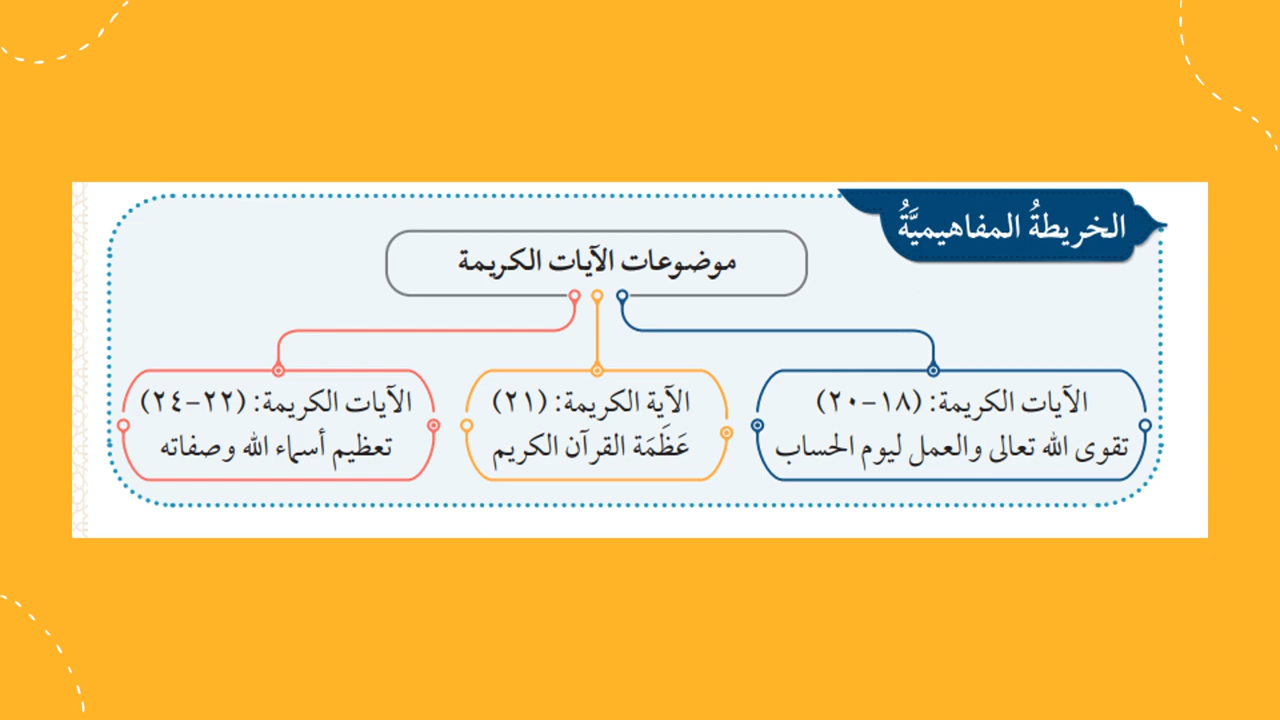 الخريطةُ المفاهيميَّةُ
موضوعات الآيات الكريمة
الآيات الكريمة: (١٨-٢٠)
تقوى الله تعالى والعمل ليوم الحساب
الآية الكريمة: (٢١)
عَظَمَة القرآن الكريم
الآيات الكريمة: (٢٢-٢٤)
تعظيم أسماء الله وصفاته